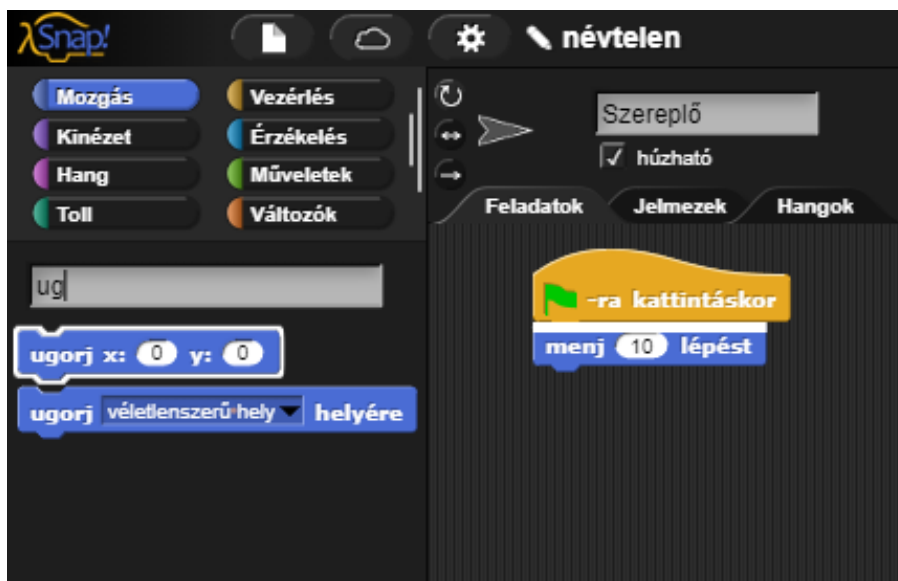 λSnap! névtelen
Mozgás Vezérlés
Kinézet Érzékelés
Hang Műveletek
Toll Változók
Szereplő
húzható
Feladatok Jelmezek Hangok
ug
ugorj x: 0 y: 0
ugorj véletlenszerű hely helyére
-ra kattintáskor
menj 10 lépést